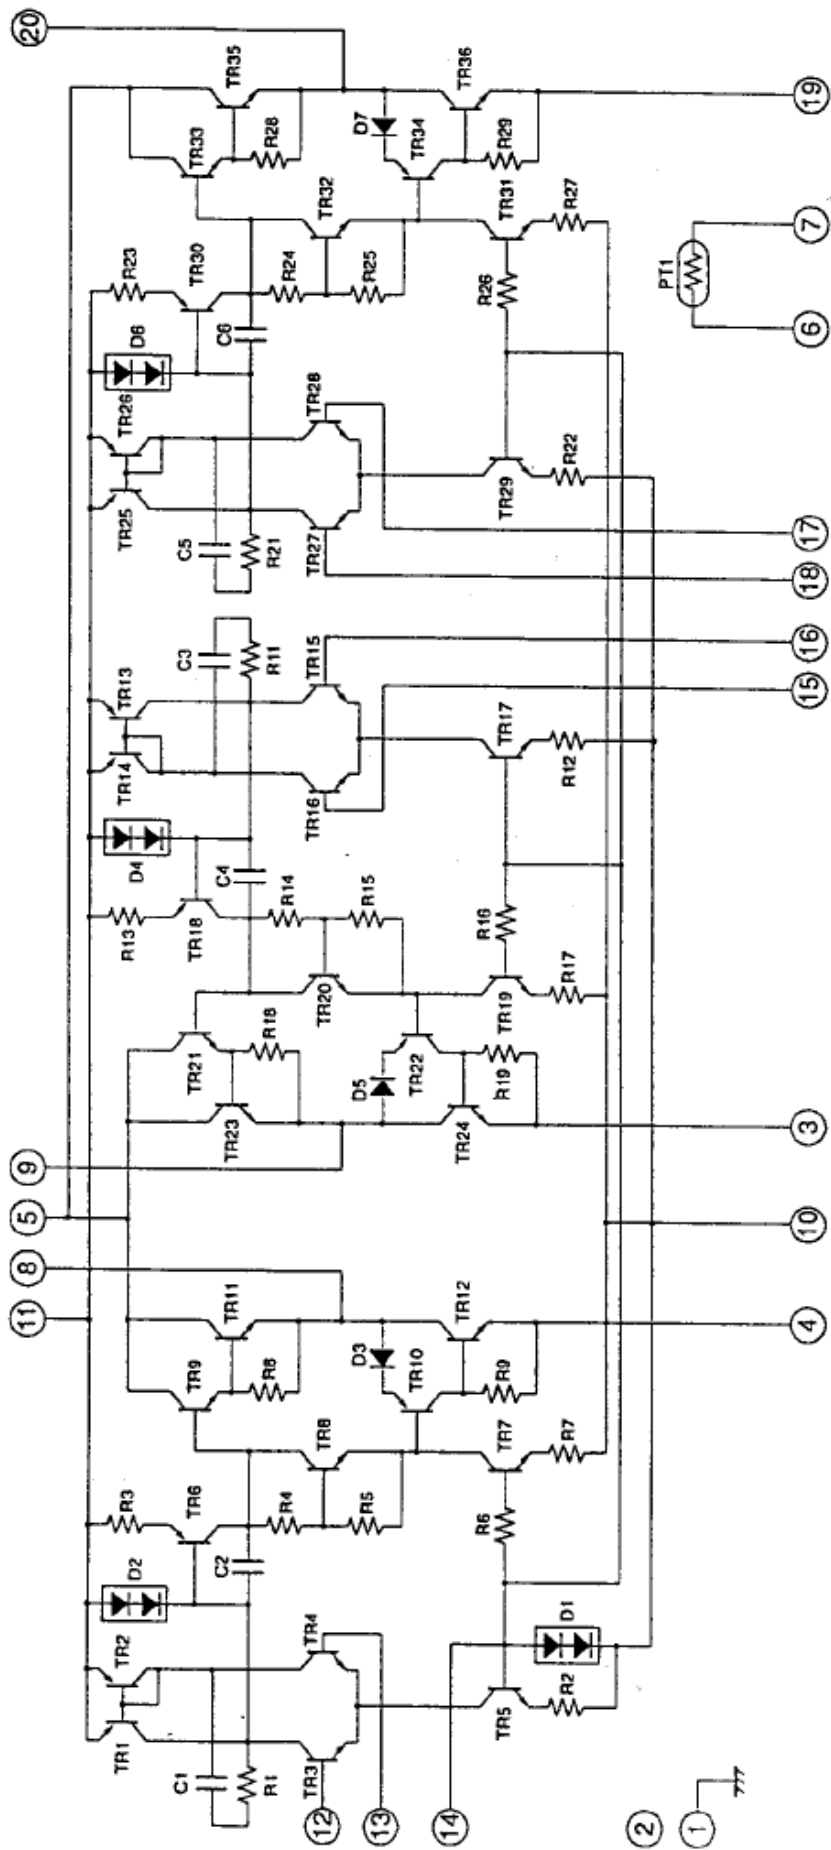 11
5
8
9
20
R3
D2
TR6
TR2
TR1
C1
R1
C2
R4
TR8
R5
TR4
TR3
12
13
14
TR9
TR11
R8
D3
TR10
TR12
R9
TR7
R6
R7
D1
TR5
R2
2
1
4
10
3
TR21
R18
TR23
D5
TR22
R19
TR24
R13
TR18
D4
TR14
TR13
C3
R11
C4
R14
TR20
R15
TR16
TR15
R16
TR19
R17
TR17
R12
15
16
TR25
TR26
D6
R23
TR30
C5
R21
C6
R24
R25
TR32
TR27
TR28
18
17
TR29
R22
R26
TR31
R27
TR33
TR35
R28
D7
TR34
TR36
R29
PT1
6
7
19